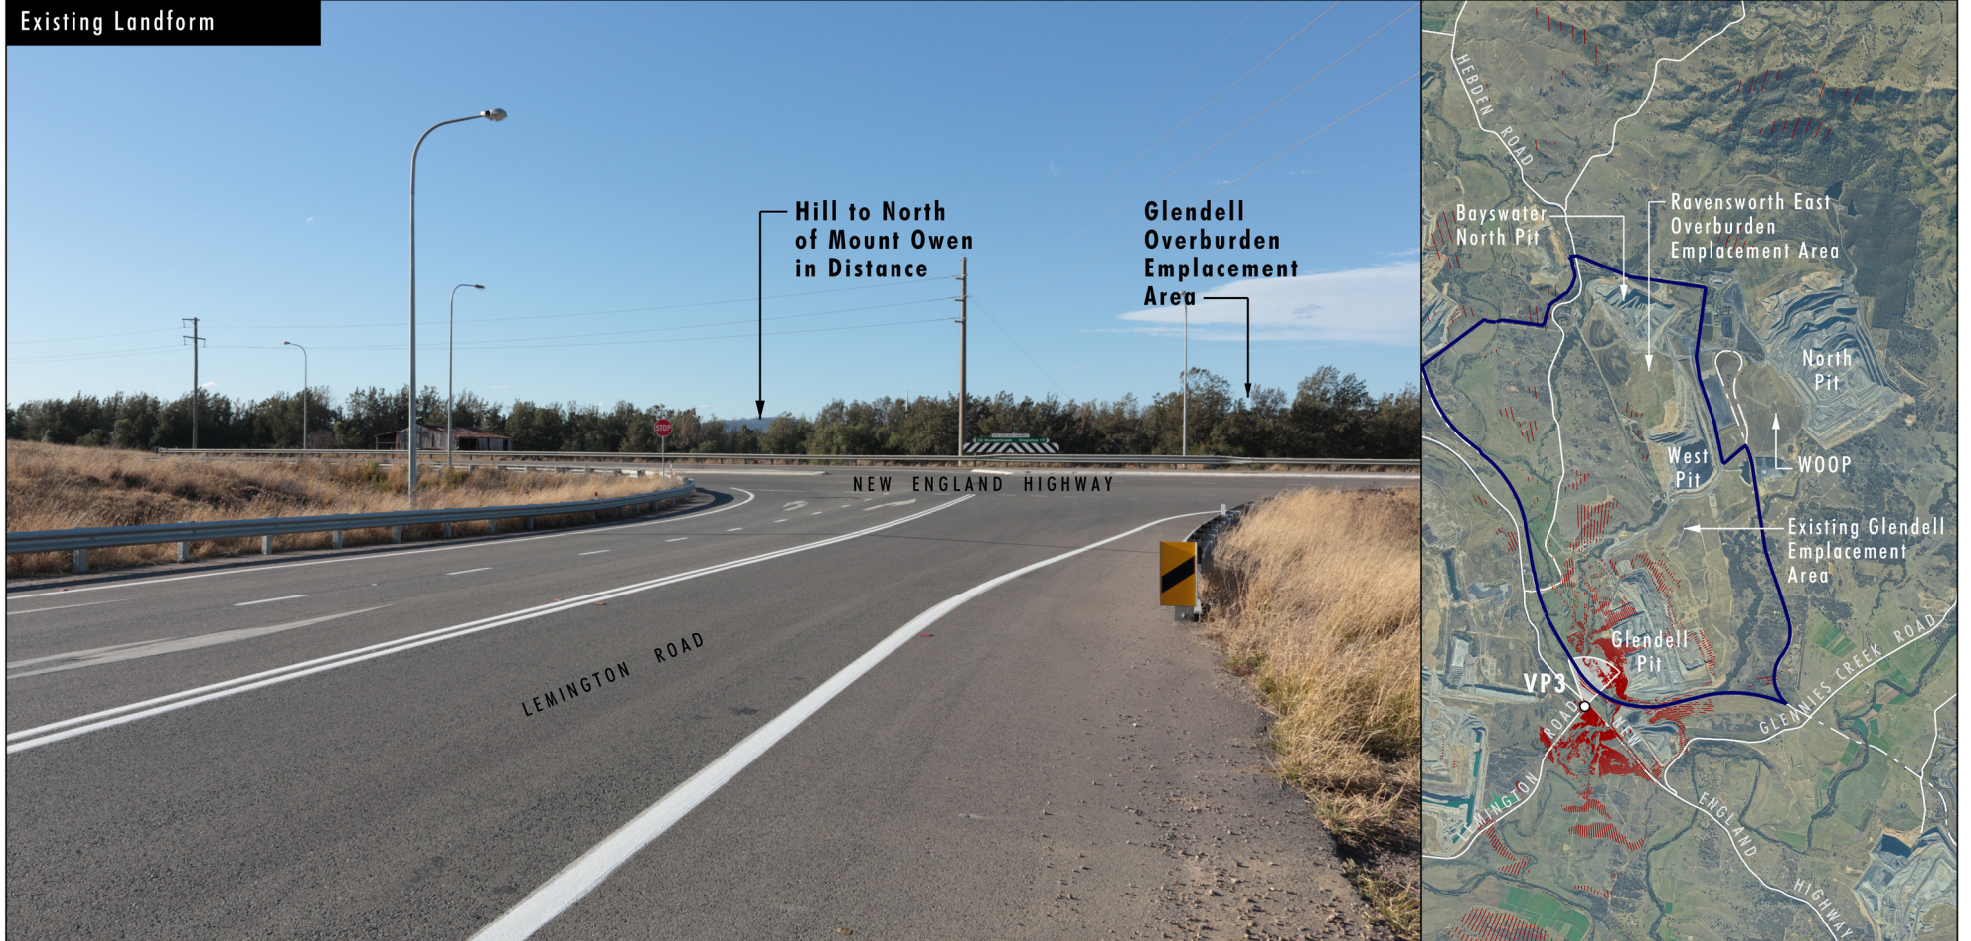 Existing Landform
Hill to North
of Mount Owen
in Distance
Glendell
Overburden
Emplacement
Area
STOP
NEW ENGLAND HIGHWAY
LEMINGTON ROAD
HEBDEN ROAD
Bayswater
North Pit
Ravensworth East
Overburden
Emplacement Area
North
Pit
West
Pit
WOOP
Existing Glendell
Emplacement
Area
Glendell
Pit
VP3
GLENNIES CREEK ROAD
MINGTON ROAD
NEW ENGLAND HIGHWAY